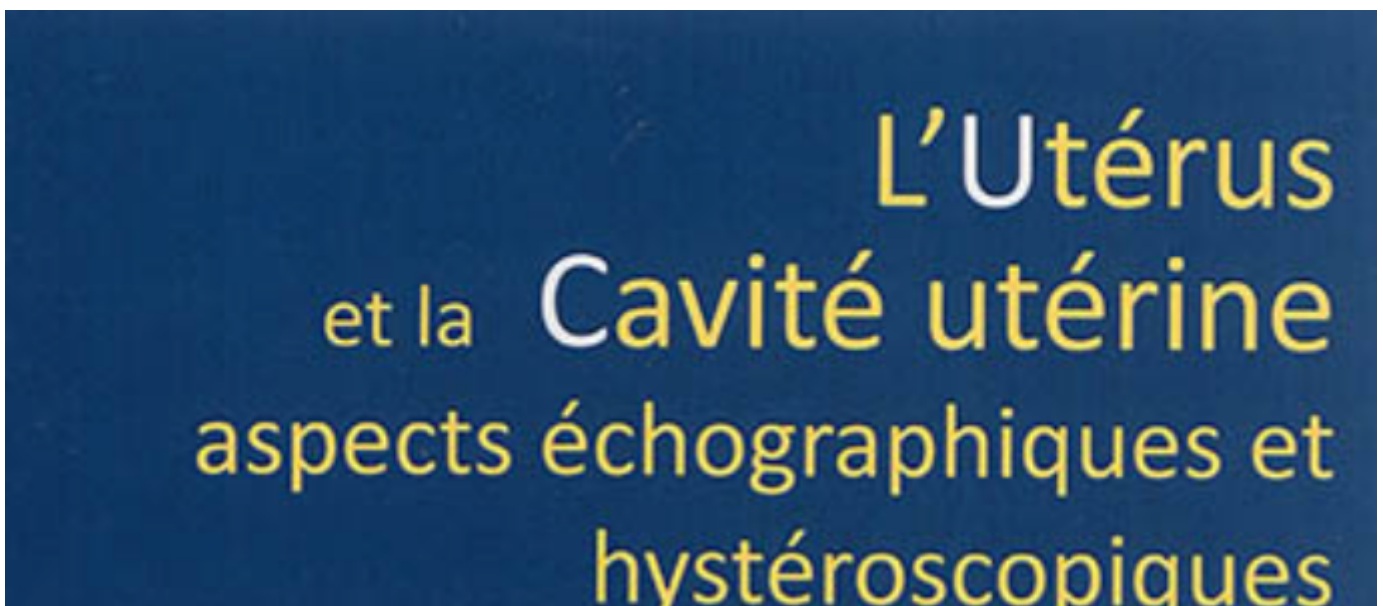 L'Utérus
et la Cavité utérine
aspects échographiques et
hystéroscopiques